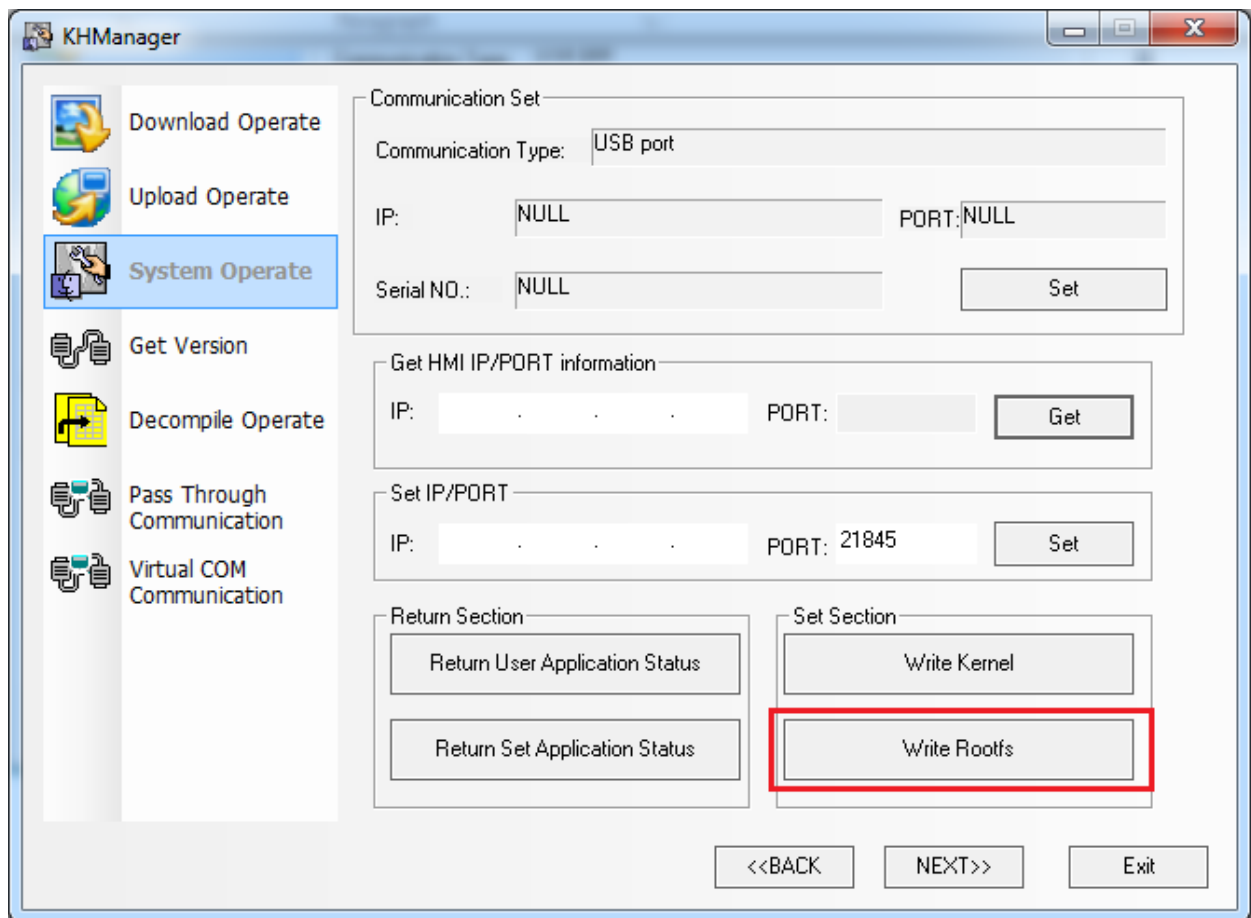 KHManager
Download Operate
Upload Operate
System Operate
Get Version
Decompile Operate
Pass Through
Communication
Virtual COM
Communication
Communication Set
Communication Type: USB port
IP: NULL PORT: NULL
Serial NO.: NULL Set
Get HMI IP/PORT information
IP: . . . PORT: Get
Set IP/PORT
IP: . . . PORT: 21845 Set
Return Section
Return User Application Status
Return Set Application Status
Set Section
Write Kernel
Write Rootfs
<<BACK NEXT>> Exit